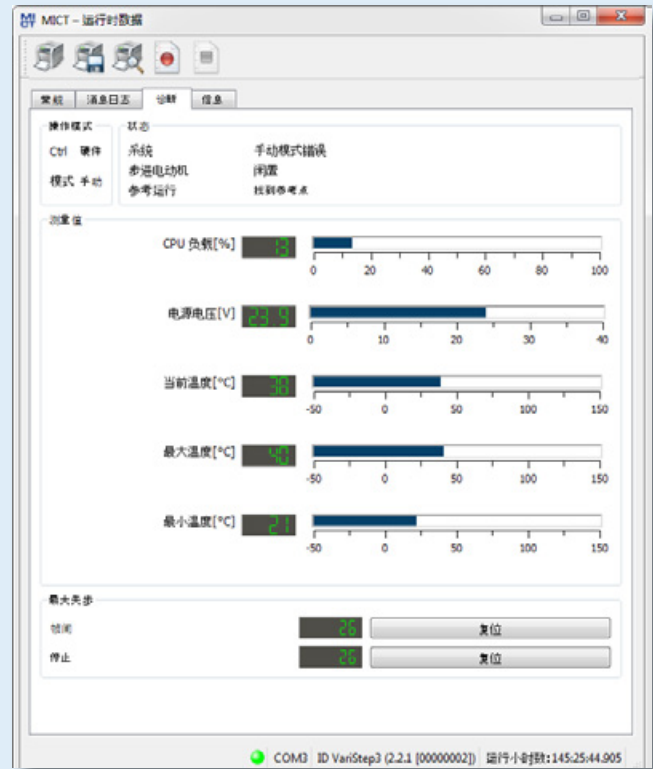 MICT – 运行时数据
常规 消息日志 诊断 信息
操作模式 状态
Ctrl 硬件 系统 手动模式错误
步进电动机 闲置
模式 手动 参考运行 找到参考点
测量值
CPU 负载[%] 13
0 20 40 60 80 100
电源电压[V] 23.9
0 10 20 30 40
当前温度[°C] 38
-50 0 50 100 150
最大温度[°C] 40
-50 0 50 100 150
最小温度[°C] 21
-50 0 50 100 150
最大失步
26 复位
停止 26 复位
COM3 ID VariStep3 (2.2.1 [00000002]) 运行小时数:145:25:44.905